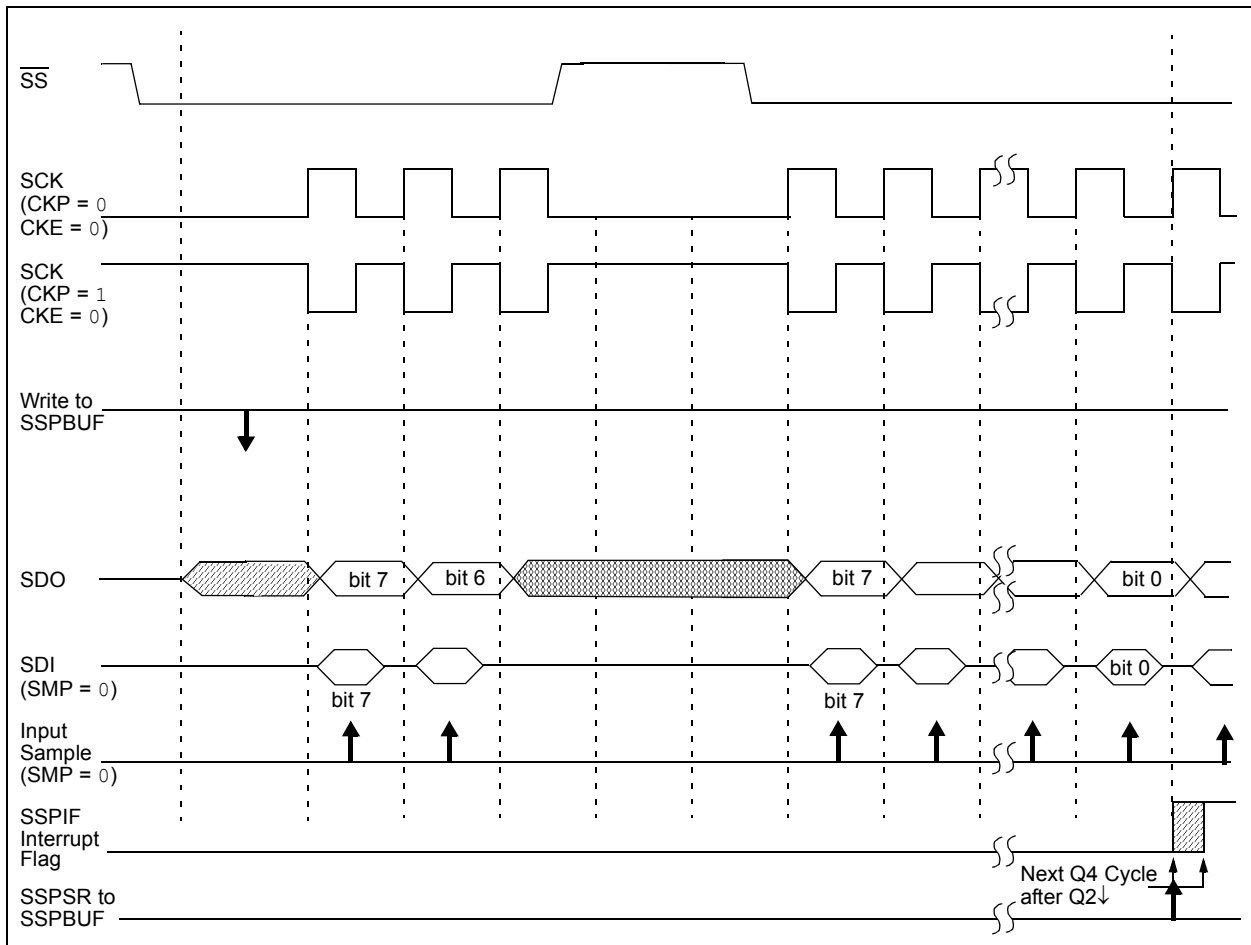 SS
SCK
(CKP = 0
CKE = 0)
SCK
(CKP = 1
CKE = 0)
Write to
SSPBUF
SDO
bit 7
bit 6
bit 7
bit 0
SDI
(SMP = 0)
bit 7
bit 7
bit 0
Input
Sample
(SMP = 0)
SSPIF
Interrupt
Flag
Next Q4 Cycle
after Q2↓
SSPSR to
SSPBUF